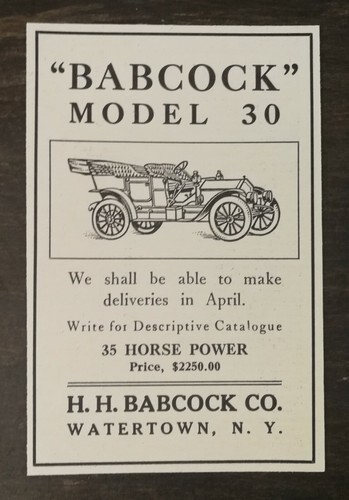 "BABCOCK"
MODEL 30
We shall be able to make
deliveries in April.
Write for Descriptive Catalogue
35 HORSE POWER
Price, $2250.00
H. H. BABCOCK CO.
WATERTOWN, N. Y.